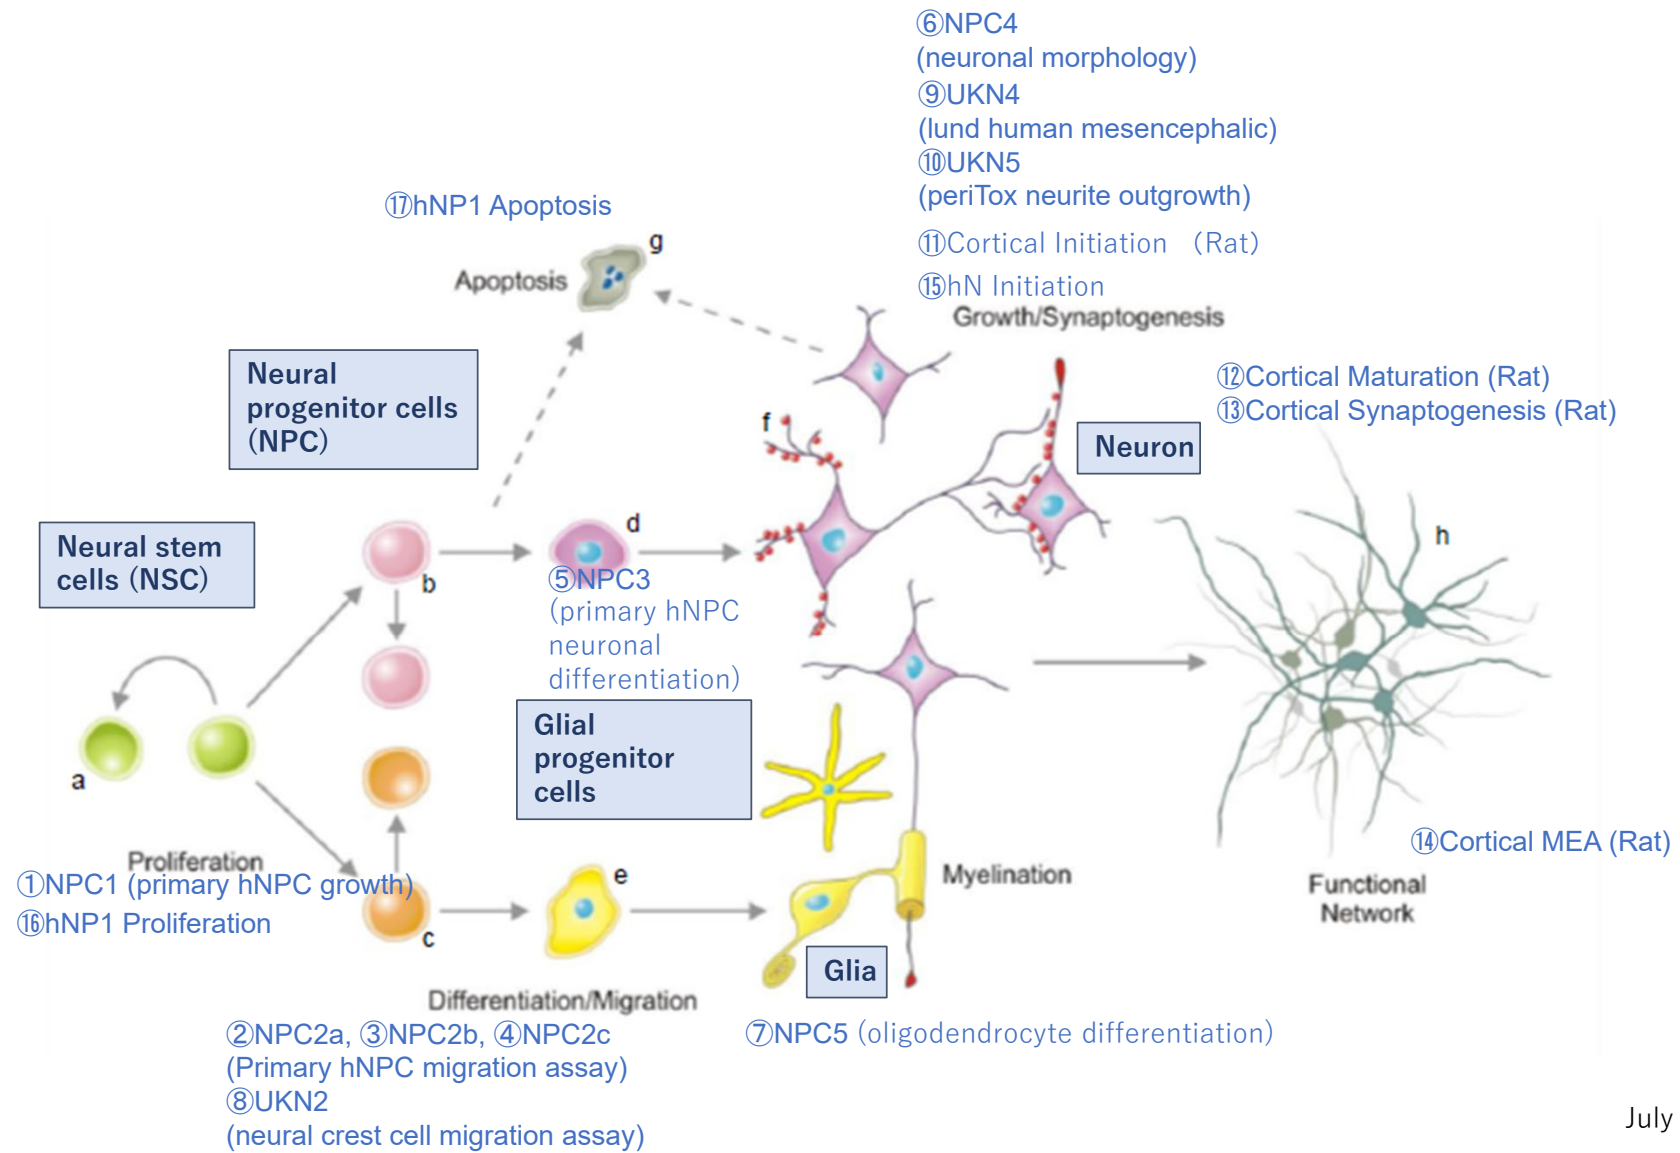 ⑥NPC4
(neuronal morphology)
⑨UKN4
(lund human mesencephalic)
⑩UKN5
(periTox neurite outgrowth)
⑪Cortical Initiation （Rat）
⑮hN Initiation
Growth/Synaptogenesis
⑰hNP1 Apoptosis
g
Apoptosis
Neural
progenitor cells
(NPC)
⑫Cortical Maturation (Rat)
⑬Cortical Synaptogenesis (Rat)
f
Neuron
Neural stem
cells (NSC)
b
d
h
⑤NPC3
(primary hNPC
neuronal
differentiation)
Glial
progenitor
cells
a
Proliferation
①NPC1 (primary hNPC growth)
⑯hNP1 Proliferation
c
e
Myelination
⑭Cortical MEA (Rat)
Functional
Network
Glia
Differentiation/Migration
②NPC2a, ③NPC2b, ④NPC2c
(Primary hNPC migration assay)
⑧UKN2
(neural crest cell migration assay)
⑦NPC5 (oligodendrocyte differentiation)
July